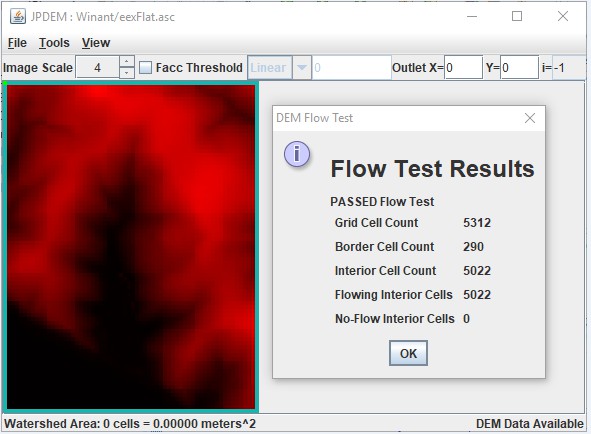 JPDEM : Winant/eexFlat.asc
File Tools View
Image Scale 4 Facc Threshold Linear 0 Outlet X= 0 Y= 0 i= -1
DEM Flow Test
Flow Test Results
PASSED Flow Test
Grid Cell Count 5312
Border Cell Count 290
Interior Cell Count 5022
Flowing Interior Cells 5022
No-Flow Interior Cells 0
OK
Watershed Area: 0 cells = 0.00000 meters^2 DEM Data Available